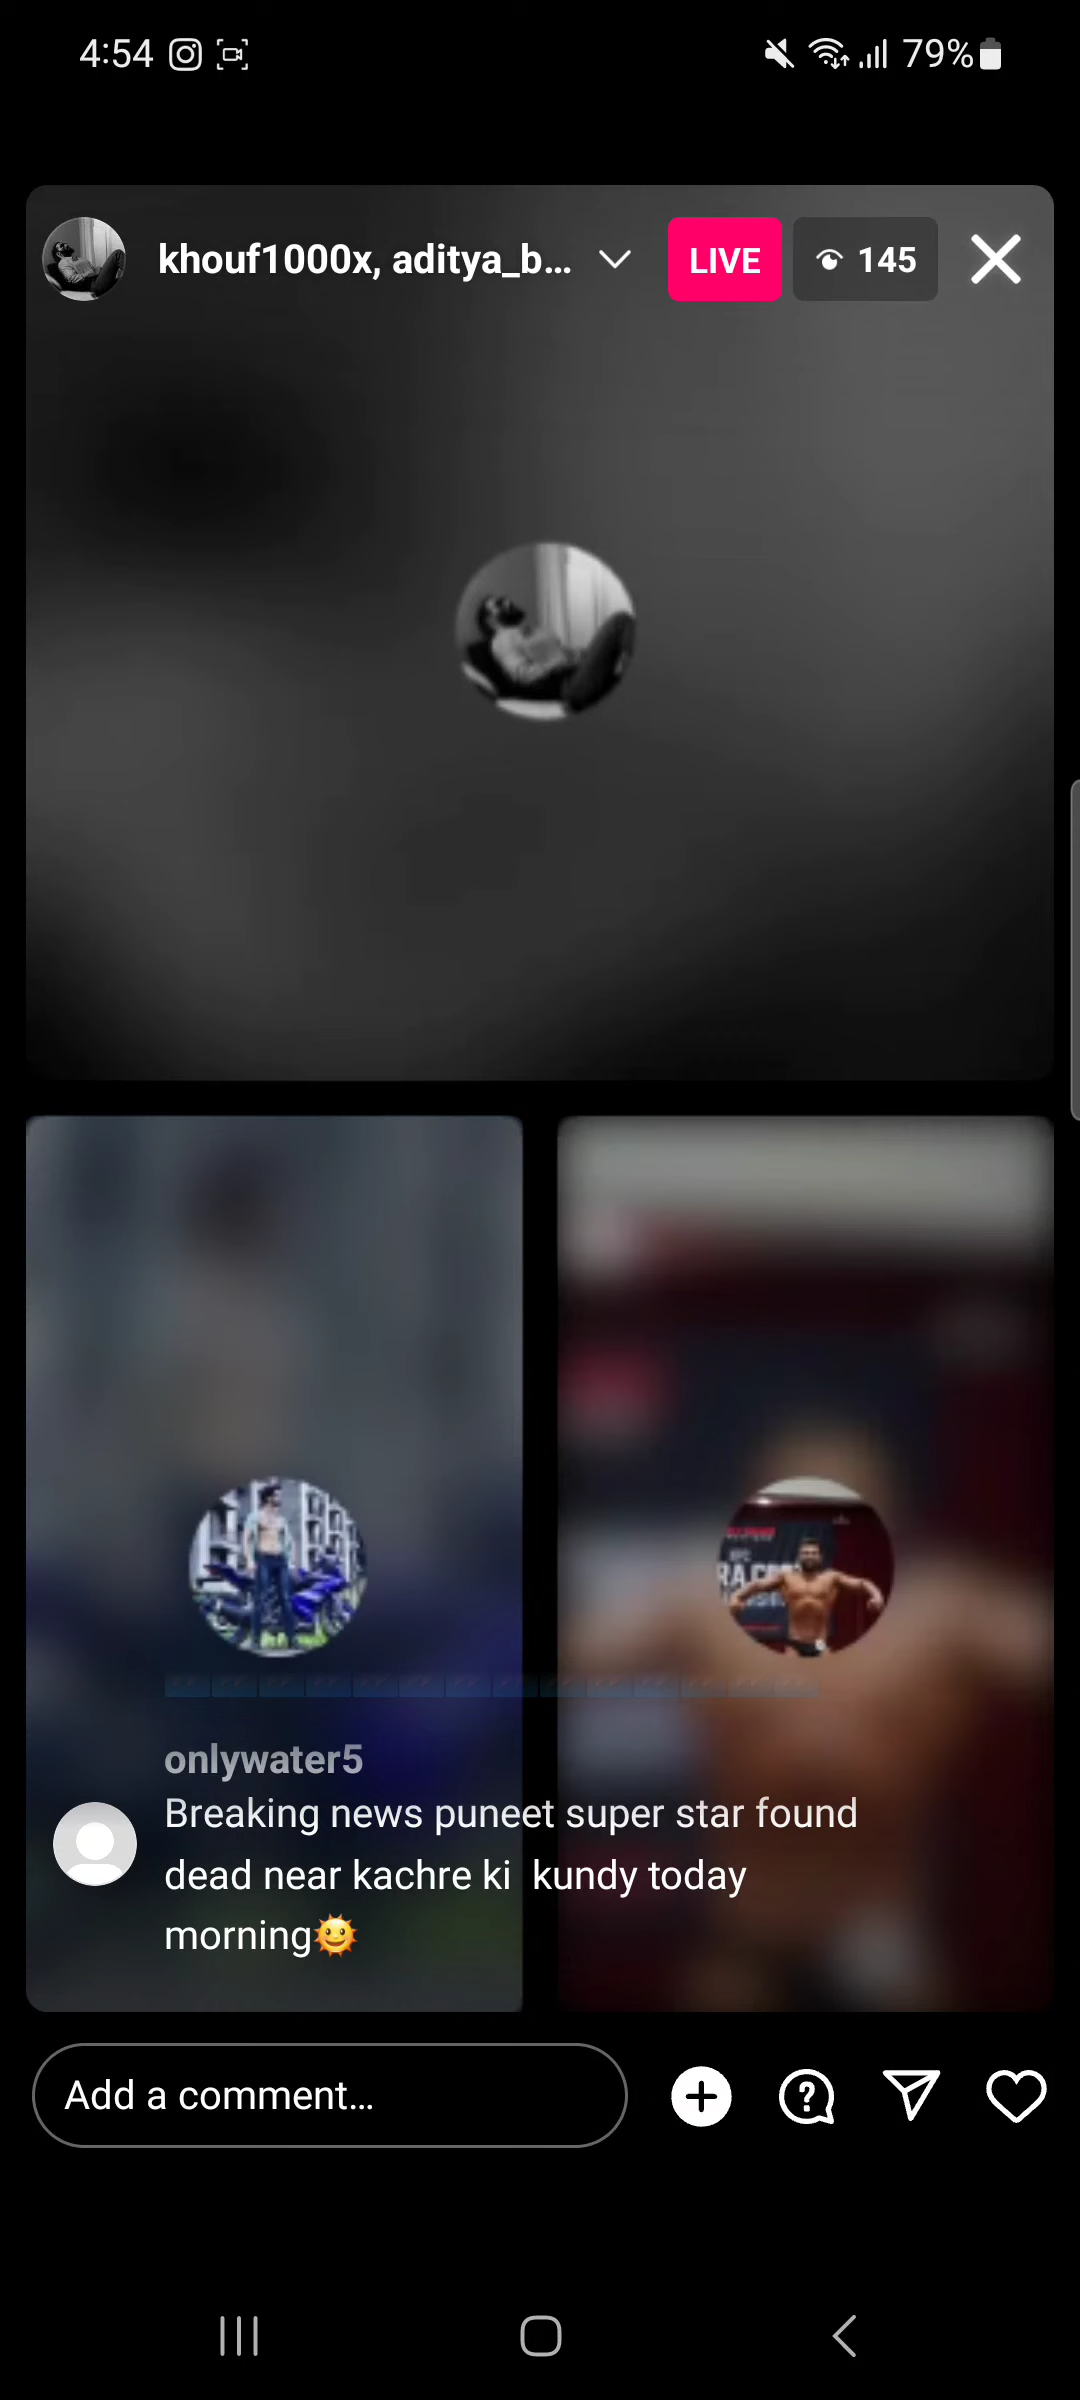 4:54 79%
khouf1000x, aditya_b... LIVE 145
onlywater5
Breaking news puneet super star found
dead near kachre ki  kundy today
morning🌞
Add a comment...